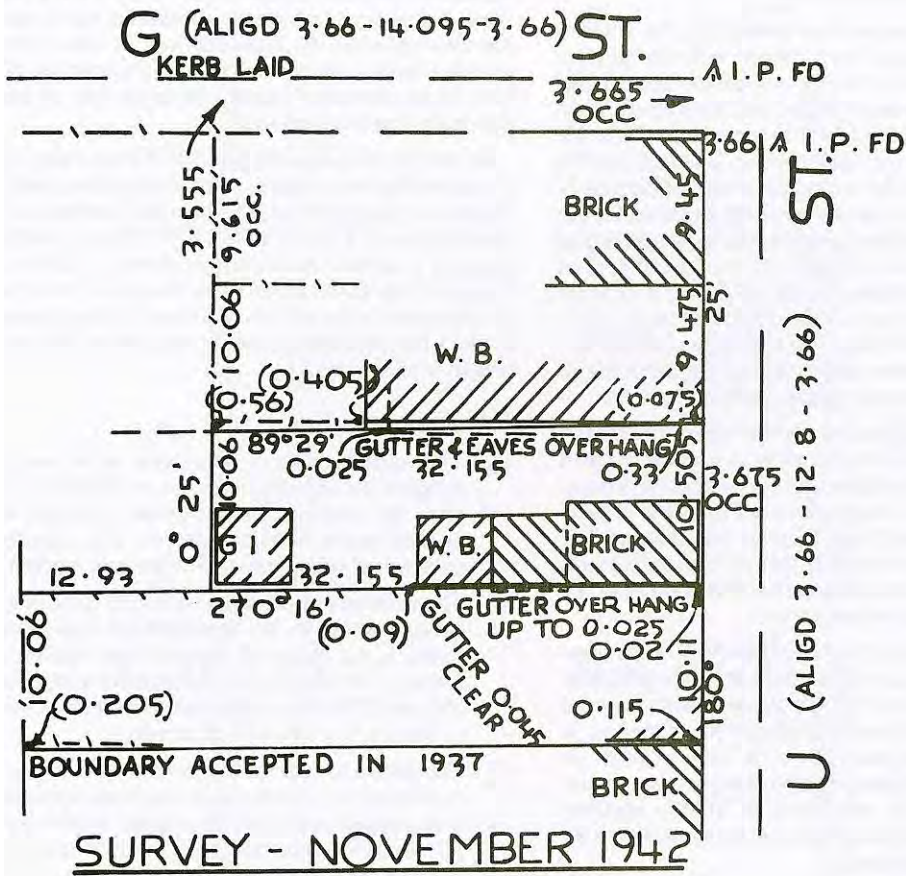 G (ALIGD 3·66-14·095-3·66) ST.
KERB LAID
Λ I. P. FD
3·665
OCC
3·66 Λ I. P. FD
ST.
3·555
9·615
OCC.
BRICK
9·45
10·06
9·475
25'
W. B.
(0·405)
(0·56)
(0·075)
89° 29'
GUTTER & EAVES OVER HANG
0·025
32·155
0·33
10·505
3·675
OCC
10·06
25'
0°
G I
W. B.
BRICK
12·93
32·155
270° 16'
(0·09)
GUTTER OVER HANG
UP TO 0·025
0·02
GUTTER 0·045
CLEAR
10·11
180°
10·06
(0·205)
0·115
BOUNDARY ACCEPTED IN 1937
BRICK
U (ALIGD 3·66-12·8-3·66)
SURVEY - NOVEMBER 1942